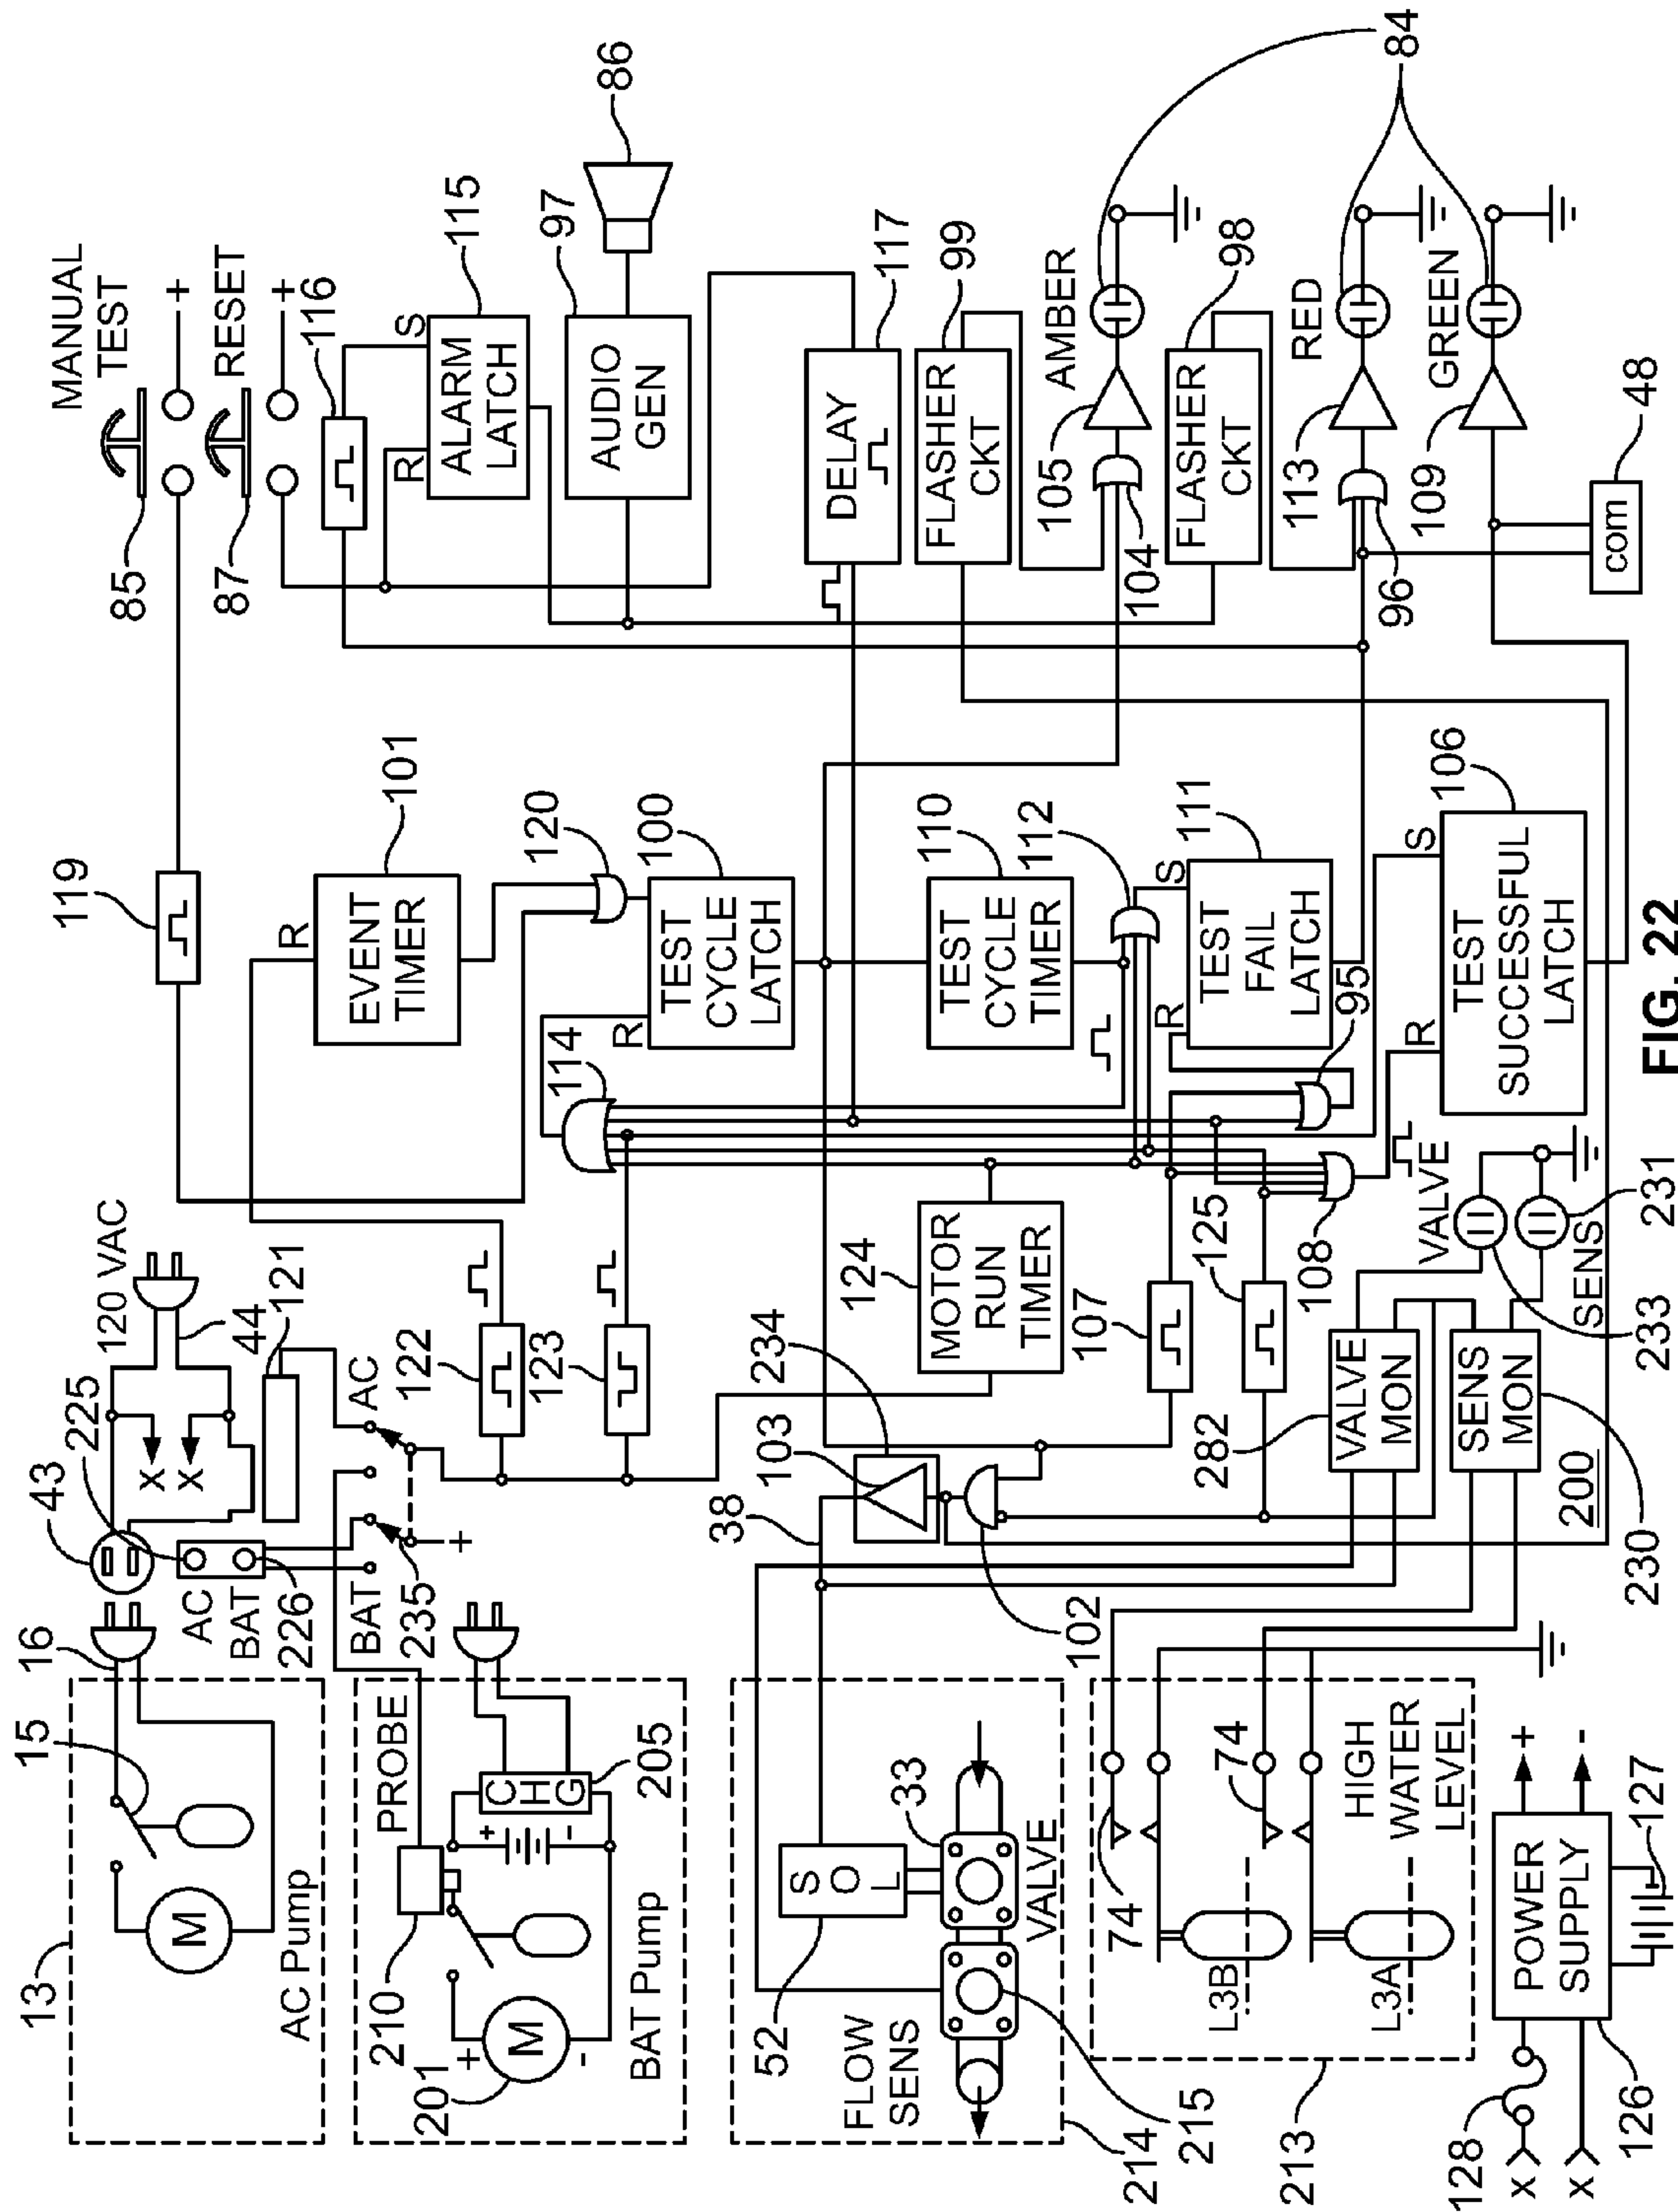 13
15
16
M
AC Pump
43
225
120 VAC
44
121
AC
BAT
226
BAT
AC
235
+
PROBE
210
201
+
-
M
+
-
C
H
G
205
BAT Pump
122
123
119
MANUAL
TEST
+
85
RESET
+
87
116
S
R
ALARM
LATCH
115
AUDIO
GEN
97
86
DELAY
117
FLASHER
CKT
99
AMBER
105
105
104
FLASHER
CKT
98
RED
113
96
GREEN
109
84
com
48
R
EVENT
TIMER
101
120
114
R
TEST
CYCLE
LATCH
100
TEST
CYCLE
TIMER
110
112
S
R
TEST
FAIL
LATCH
111
95
S
R
TEST
SUCCESSFUL
LATCH
106
MOTOR
RUN
TIMER
124
107
125
108
38
103
234
102
282
VALVE
MON
SENS
MON
230
VALVE
SENS
233
231
200
S
O
L
52
33
FLOW
SENS
VALVE
214
215
74
74
L3B
L3A
HIGH
WATER
LEVEL
213
128
X
X
X
X
POWER
SUPPLY
+
-
126
127
FIG. 22